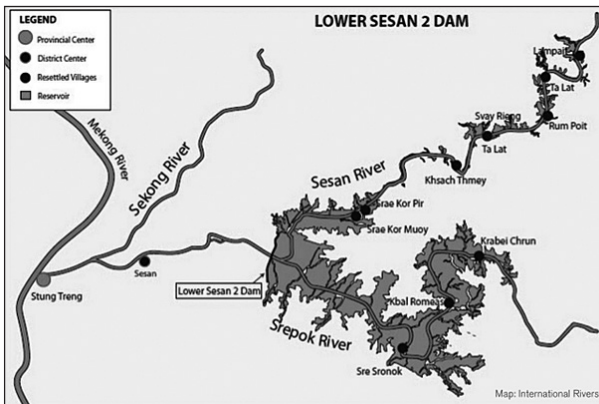 LEGEND
Provincial Center
District Center
Resettled Villages
Reservoir
LOWER SESAN 2 DAM
Lampait
Ta Lat
Rum Poit
Svay Rieng
Ta Lat
Khsach Thmey
Mekong River
Sekong River
Sesan River
Srae Kor Pir
Srae Kor Muoy
Krabei Chrun
Sesan
Stung Treng
Lower Sesan 2 Dam
Kbal Romeas
Srepok River
Sre Sronok
Map: International Rivers